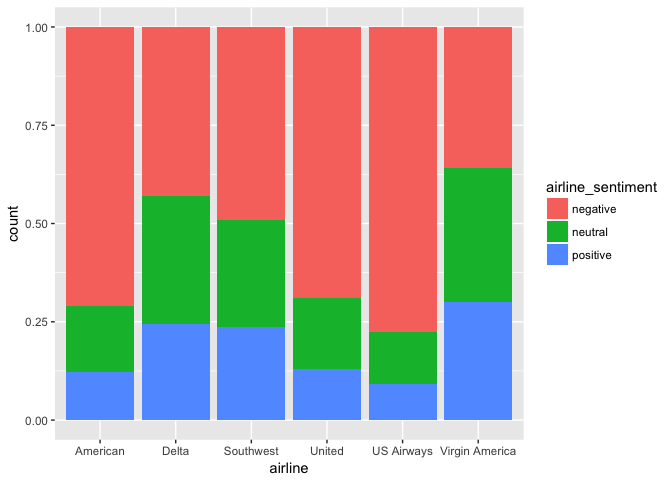 1.00
0.75
0.50
0.25
0.00
count
American Delta Southwest United US Airways Virgin America
airline
airline_sentiment
negative
neutral
positive